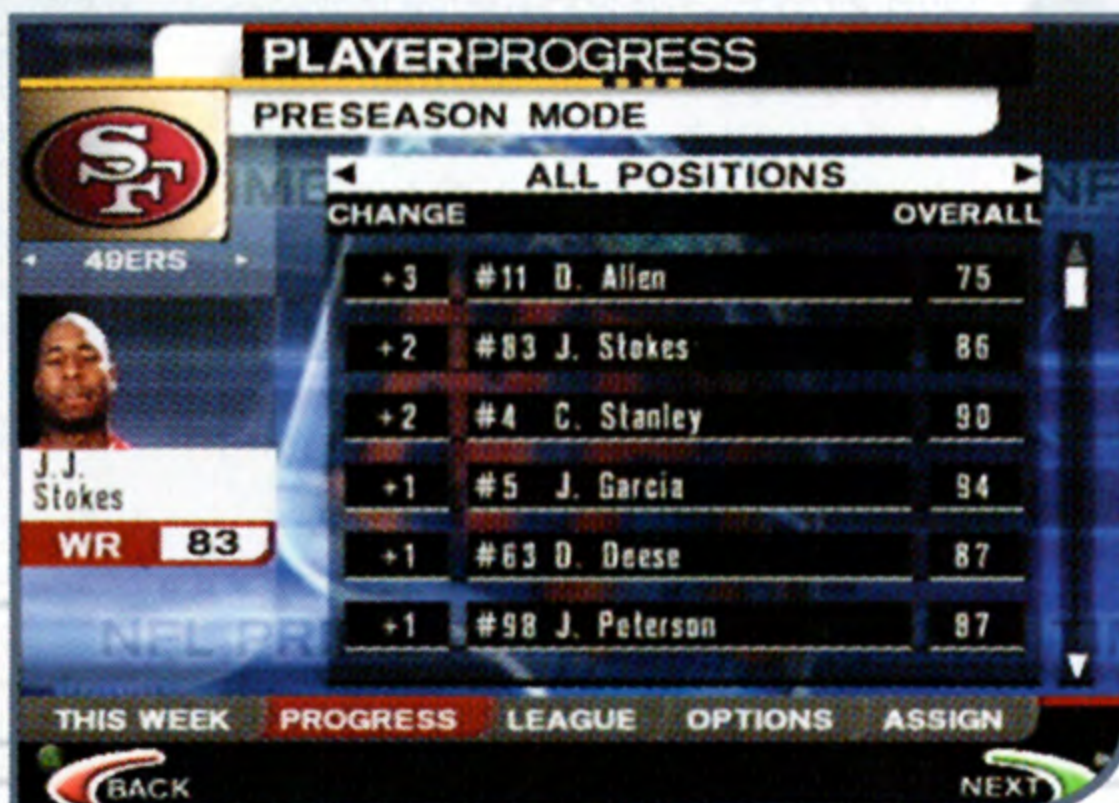 PLAYERPROGRESS
PRESEASON MODE
SF
49ERS
J.J.
Stokes
WR 83
ALL POSITIONS
CHANGE OVERALL
+3 #11 D. Allen 75
+2 #83 J. Stokes 86
+2 #4 C. Stanley 90
+1 #5 J. Garcia 94
+1 #63 D. Deese 87
+1 #98 J. Peterson 87
NFL PR
THIS WEEK PROGRESS LEAGUE OPTIONS ASSIGN
BACK NEXT